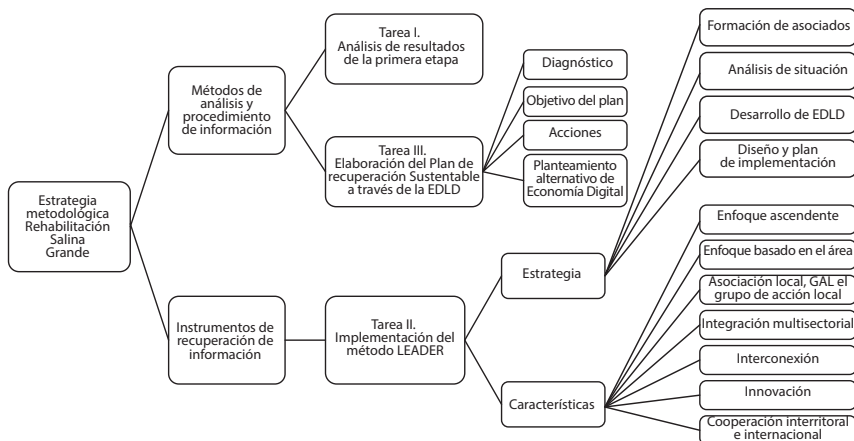 Estrategia
metodológica
Rehabilitación
Salina
Grande
Métodos de
análisis y
procedimiento
de información
Instrumentos de
recuperación de
información
Tarea I.
Análisis de resultados
de la primera etapa
Tarea III.
Elaboración del Plan de
recuperación Sustentable
a través de la EDLD
Tarea II.
Implementación del
método LEADER
Diagnóstico
Objetivo del plan
Acciones
Planteamiento
alternativo de
Economía Digital
Estrategia
Características
Formación de asociados
Análisis de situación
Desarrollo de EDLD
Diseño y plan
de implementación
Enfoque ascendente
Enfoque basado en el área
Asociación local, GAL el
grupo de acción local
Integración multisectorial
Interconexión
Innovación
Cooperación interritoral
e internacional